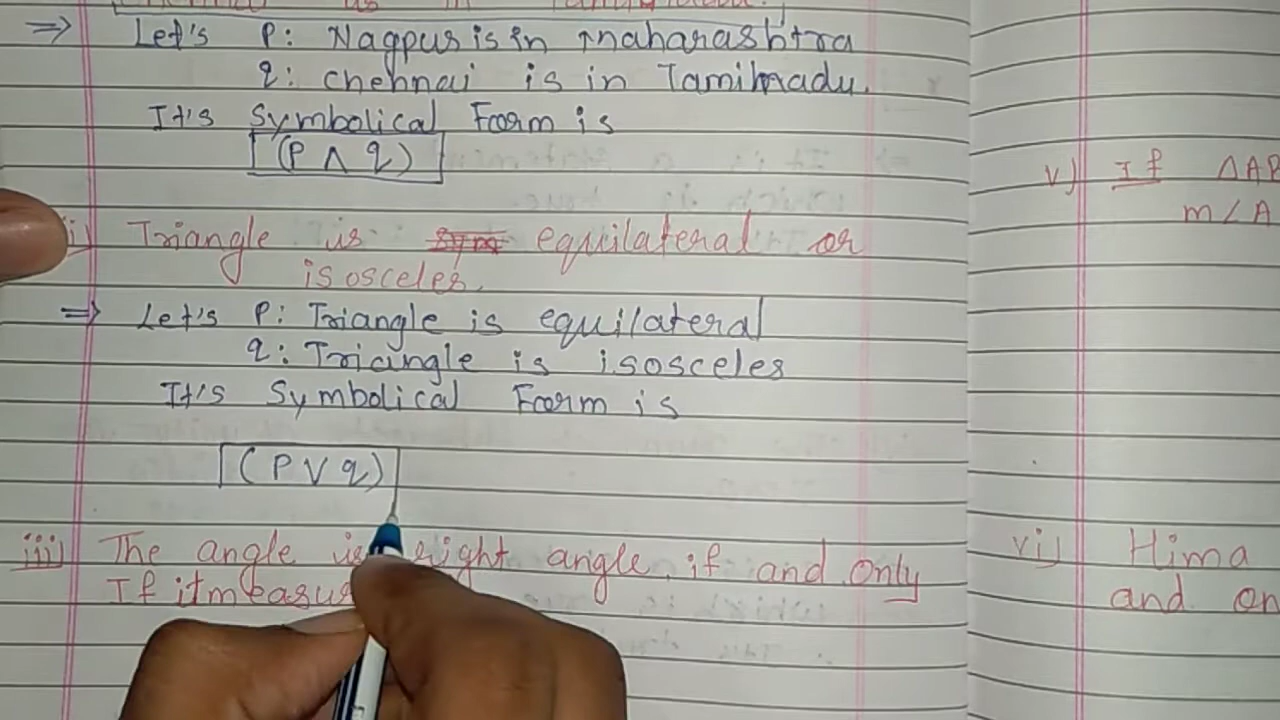 ⇒ Let's P: Nagpur is in Maharashtra
q: Chennai is in Tamilnadu.
It's Symbolical Form is
(P ∧ q)
i) Triangle is equilateral or
isosceles.
⇒ Let's P: Triangle is equilateral
q: Triangle is isosceles
It's Symbolical Form is
(P ∨ q)
iii) The angle is right angle if and only
If it measu
v) If △AB
m∠A
vi) Hima
and on